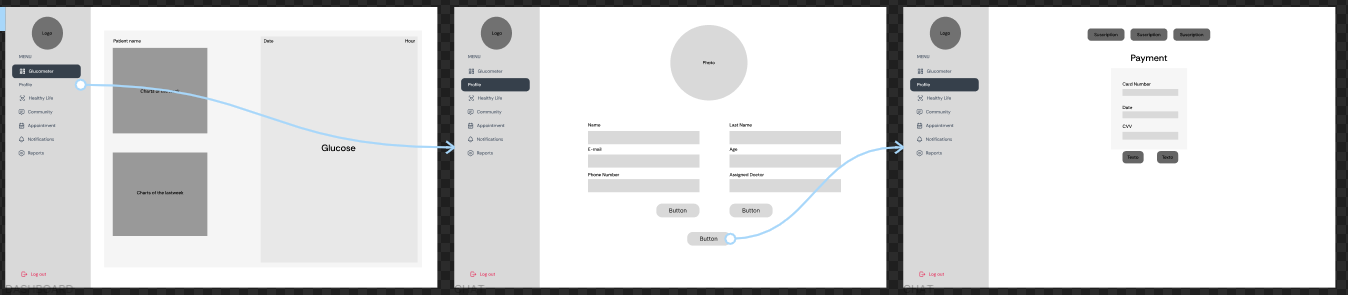 Logo
MENU
Glucometer
Profile
Healthy Life
Community
Appointment
Notifications
Reports
Log out
DASHBOARD
Patient name
Charts of the lastweek
Date
Hour
Glucose
Logo
MENU
Glucometer
Profile
Healthy Life
Community
Appointment
Notifications
Reports
Log out
Photo
Name
Last Name
E-mail
Age
Phone Number
Assigned Doctor
Button
Button
Button
Logo
MENU
Glucometer
Profile
Healthy Life
Community
Appointment
Notifications
Reports
Log out
Suscription
Suscription
Suscription
Payment
Card Number
Date
CVV
Texto
Texto